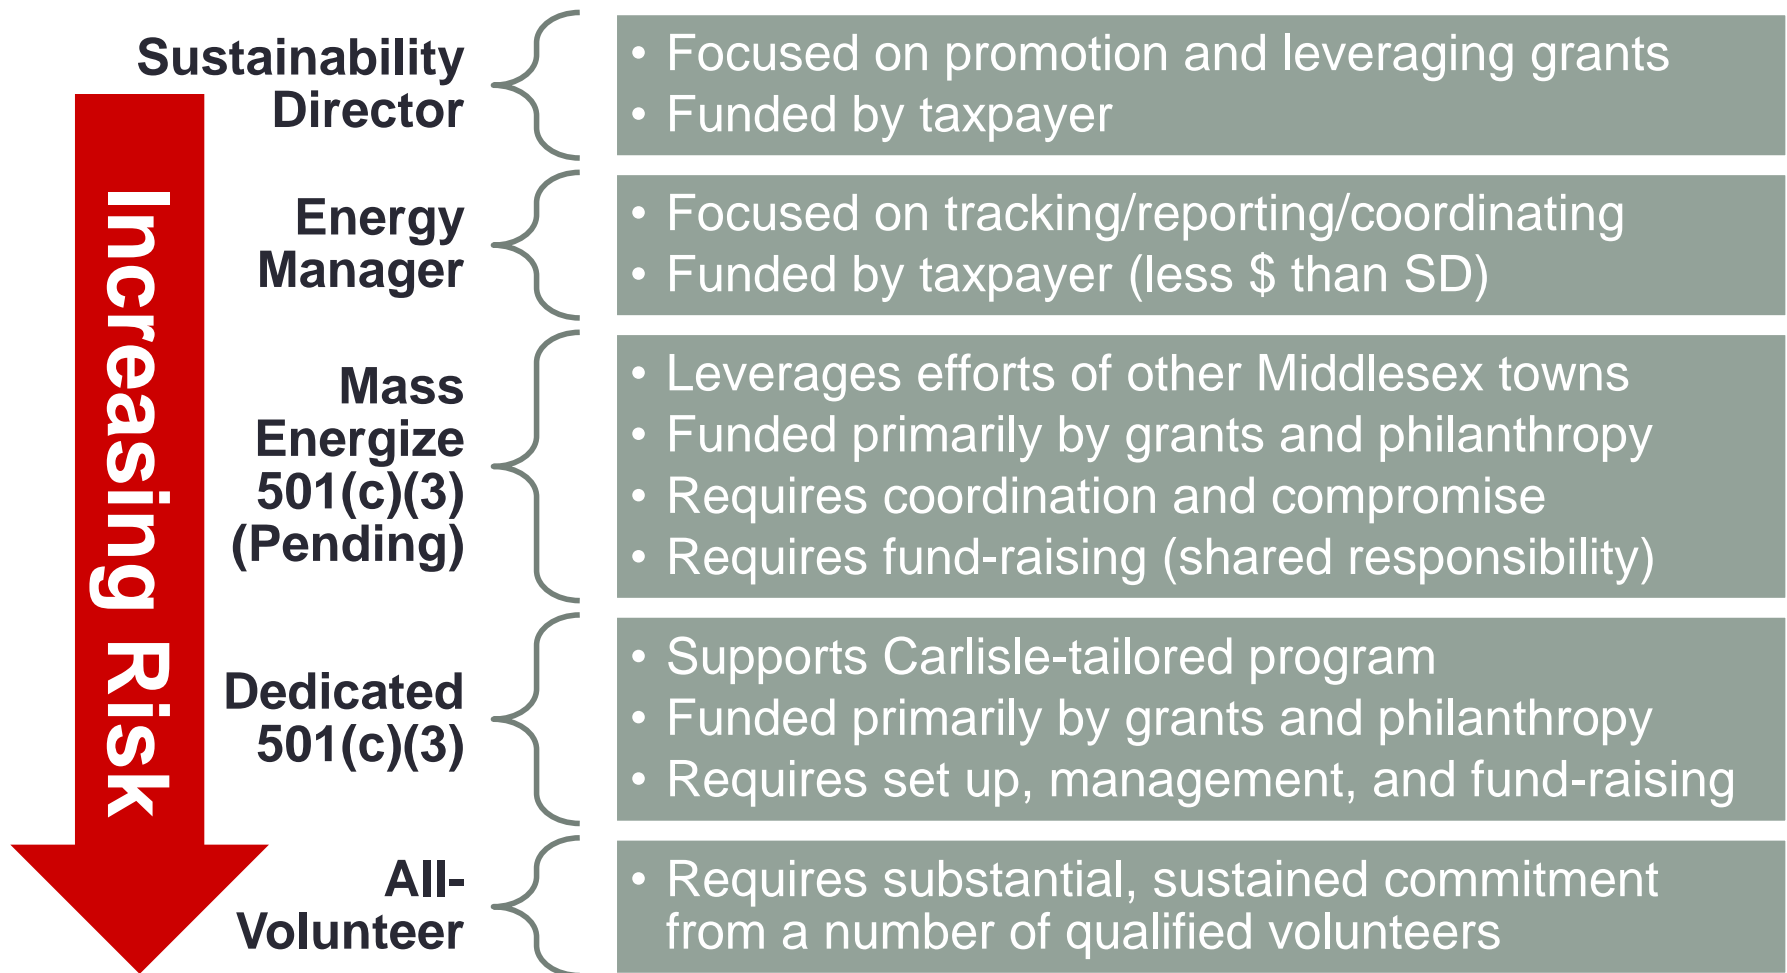 Increasing Risk
Sustainability
Director
• Focused on promotion and leveraging grants
• Funded by taxpayer
Energy
Manager
• Focused on tracking/reporting/coordinating
• Funded by taxpayer (less $ than SD)
Mass
Energize
501(c)(3)
(Pending)
• Leverages efforts of other Middlesex towns
• Funded primarily by grants and philanthropy
• Requires coordination and compromise
• Requires fund-raising (shared responsibility)
Dedicated
501(c)(3)
• Supports Carlisle-tailored program
• Funded primarily by grants and philanthropy
• Requires set up, management, and fund-raising
All-
Volunteer
• Requires substantial, sustained commitment
from a number of qualified volunteers